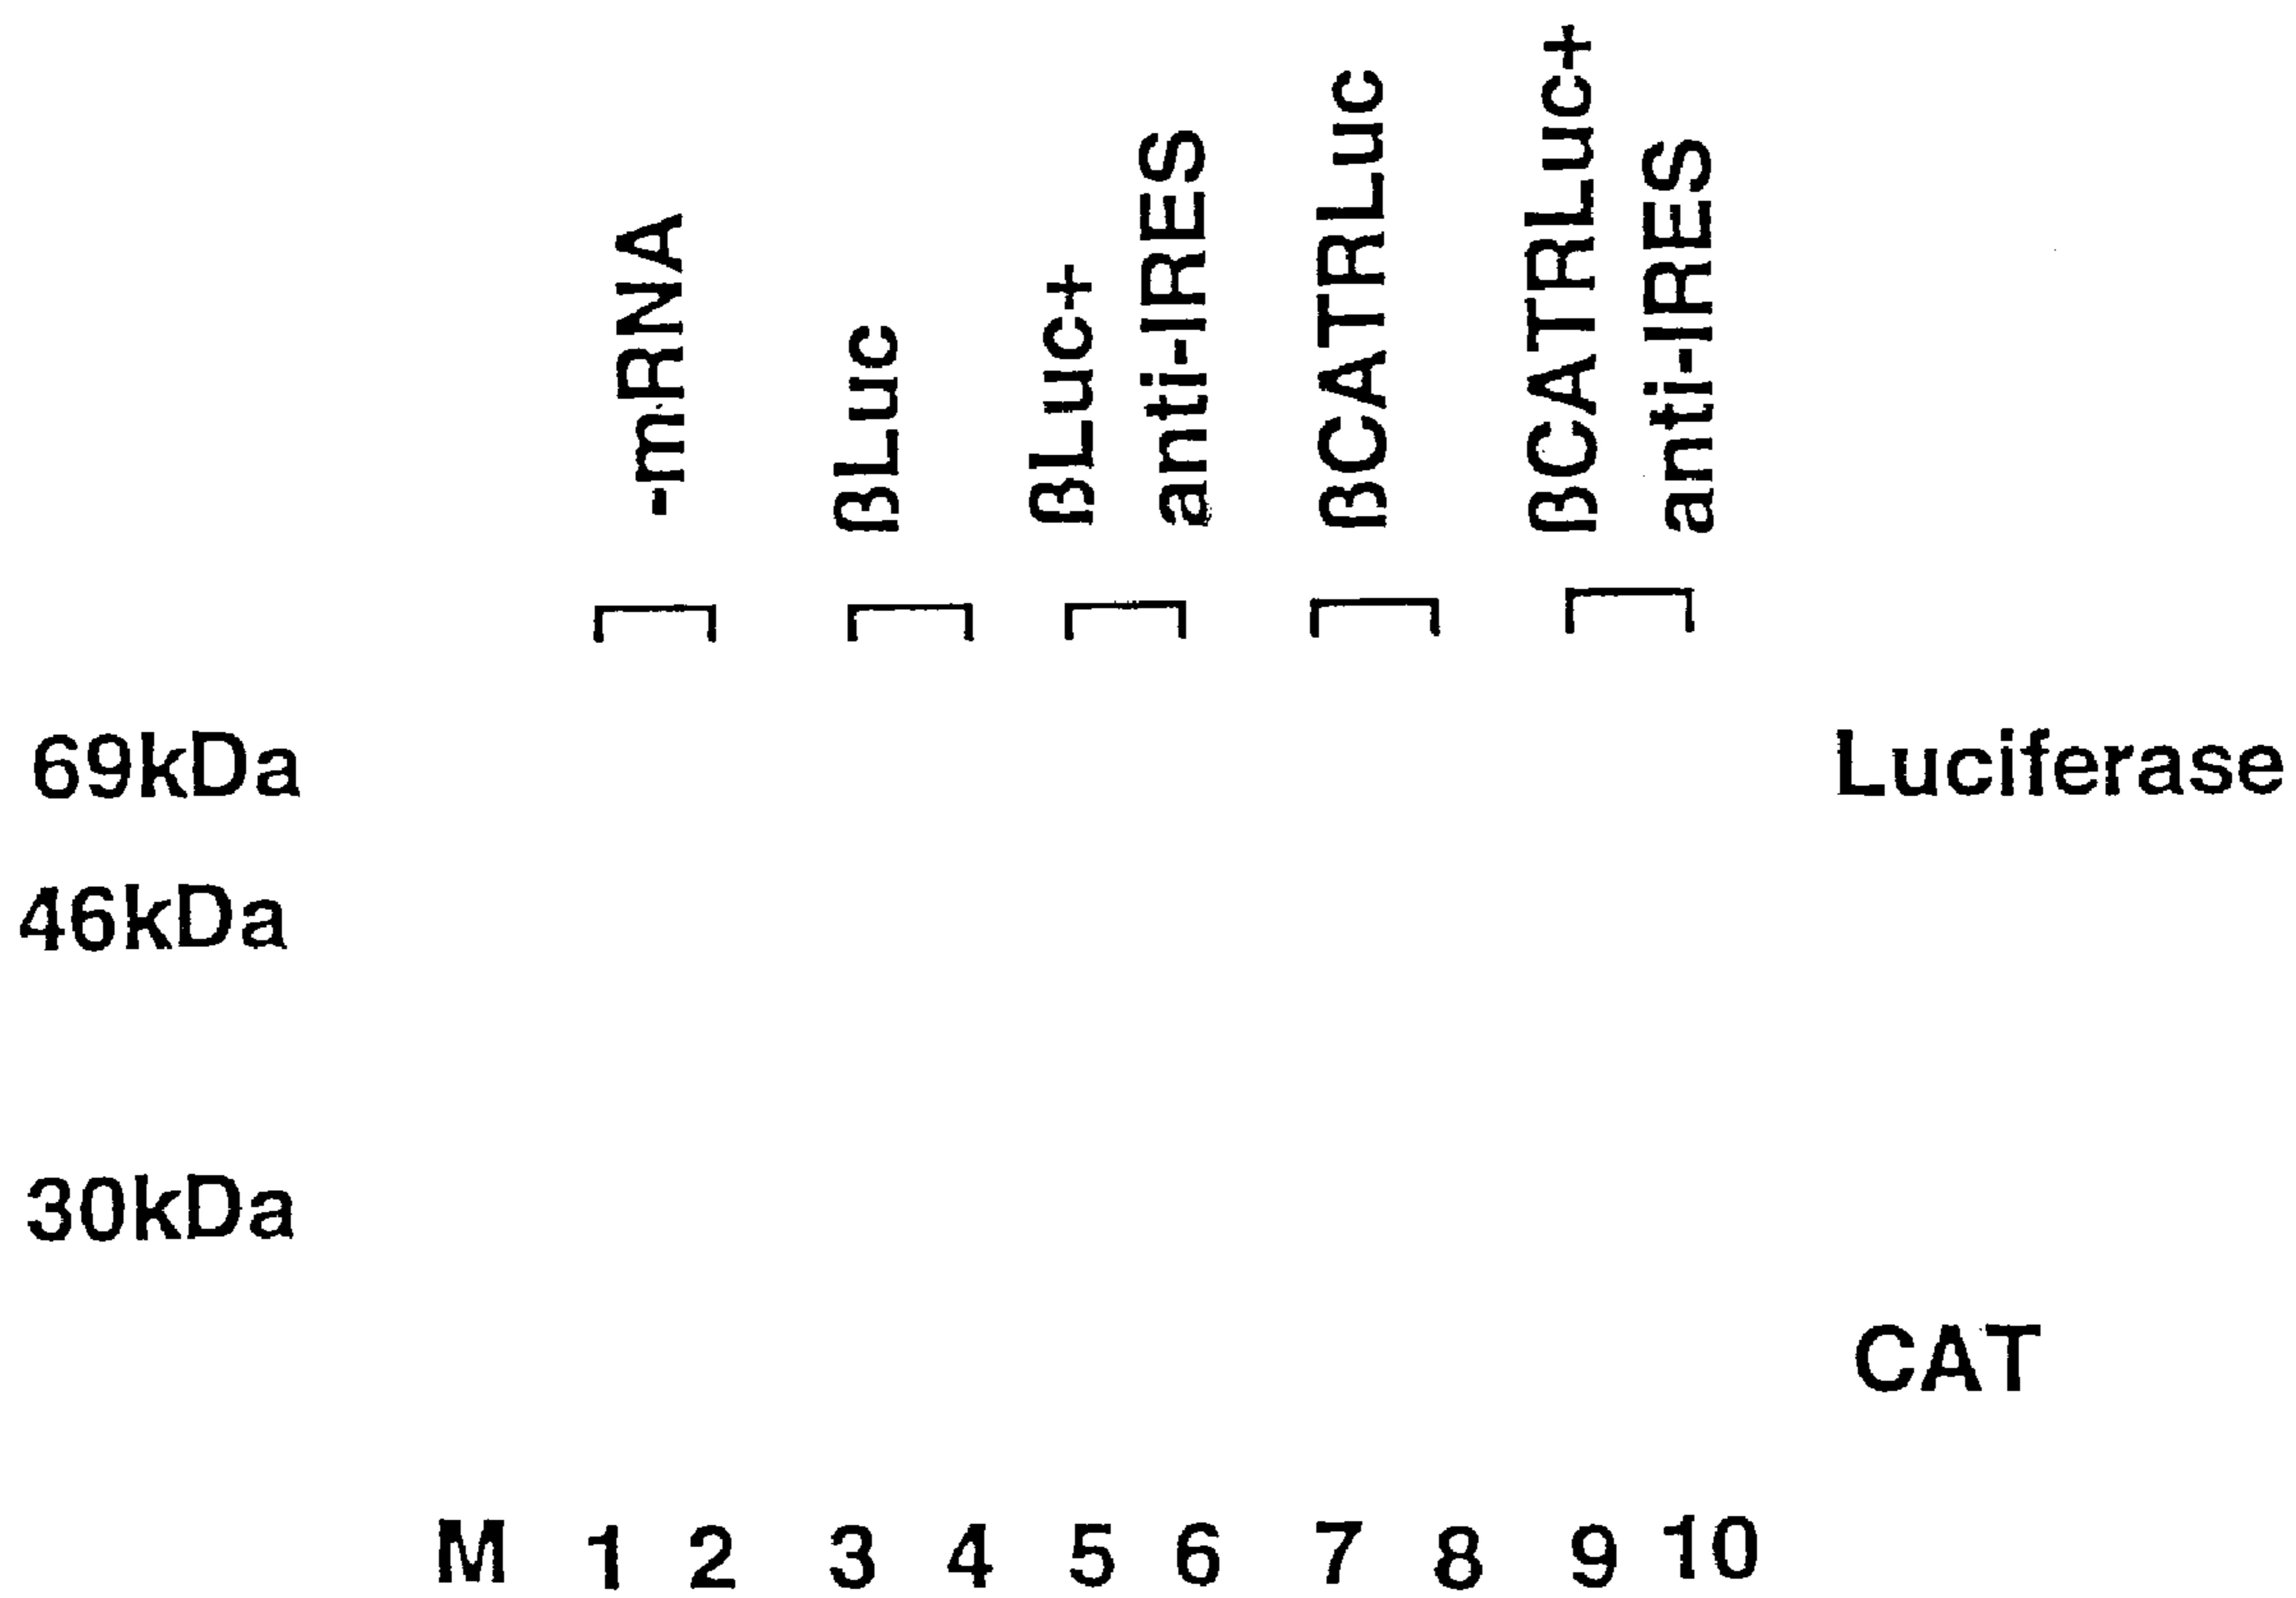 -mRNA
βLuc
βLuc+
anti-IRES
βCATRLuc
βCATRLuc+
anti-IRES
69kDa
Luciferase
46kDa
30kDa
CAT
M 1 2 3 4 5 6 7 8 9 10